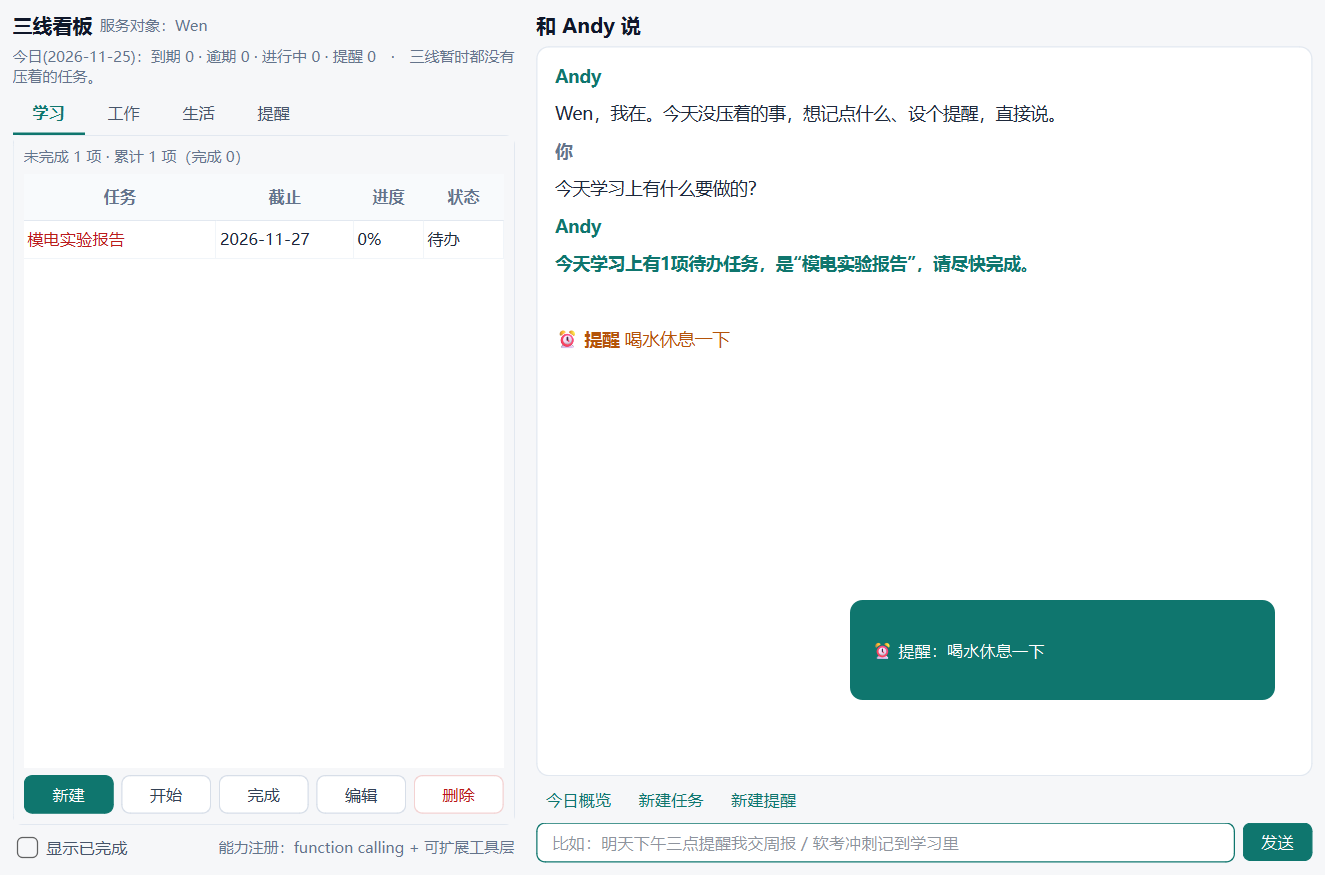 三线看板 服务对象：Wen
今日(2026-11-25)：到期 0 · 逾期 0 · 进行中 0 · 提醒 0 · 三线暂时都没有
压着的任务。
学习 工作 生活 提醒
未完成 1 项 · 累计 1 项（完成 0）
任务 截止 进度 状态
模电实验报告 2026-11-27 0% 待办
新建 开始 完成 编辑 删除
显示已完成 能力注册：function calling + 可扩展工具层
和 Andy 说
Andy
Wen，我在。今天没压着的事，想记点什么、设个提醒，直接说。
你
今天学习上有什么要做的？
Andy
今天学习上有1项待办任务，是“模电实验报告”，请尽快完成。
⏰ 提醒 喝水休息一下
⏰ 提醒：喝水休息一下
今日概览 新建任务 新建提醒
比如：明天下午三点提醒我交周报 / 软考冲刺记到学习里
发送